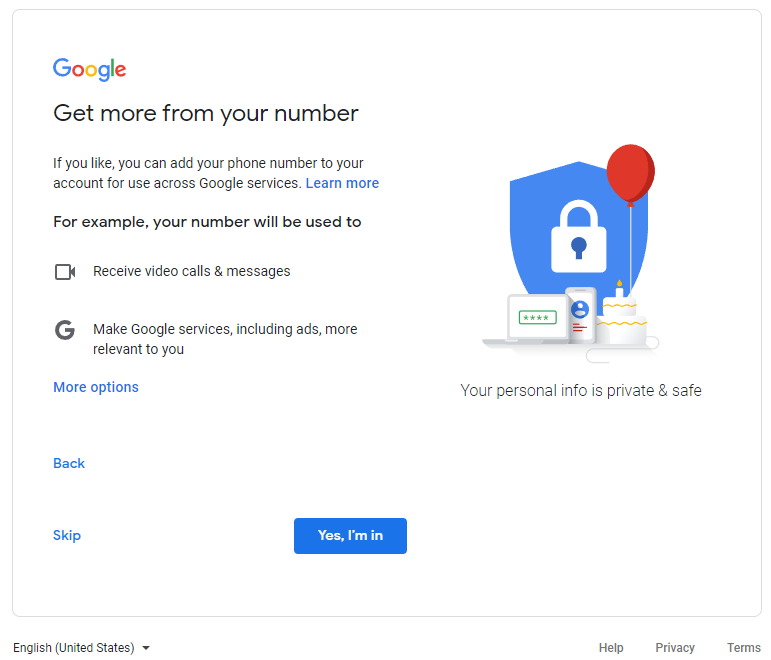 Google
Get more from your number
If you like, you can add your phone number to your
account for use across Google services. Learn more
For example, your number will be used to
Receive video calls & messages
G
Make Google services, including ads, more
relevant to you
More options
****
Your personal info is private & safe
Back
Skip
Yes, I'm in
English (United States)
Help
Privacy
Terms